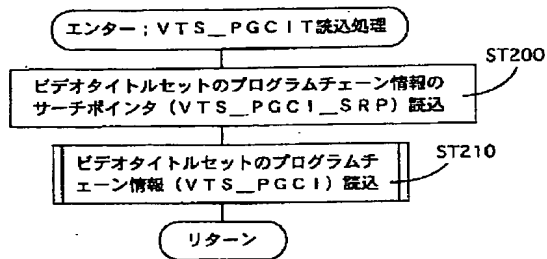 エンター；ＶＴＳ＿ＰＧＣＩＴ読込処理
ST200
ビデオタイトルセットのプログラムチェーン情報の
サーチポインタ（ＶＴＳ＿ＰＧＣＩ＿ＳＲＰ）読込
ST210
ビデオタイトルセットのプログラムチ
ェーン情報（ＶＴＳ＿ＰＧＣＩ）読込
リターン